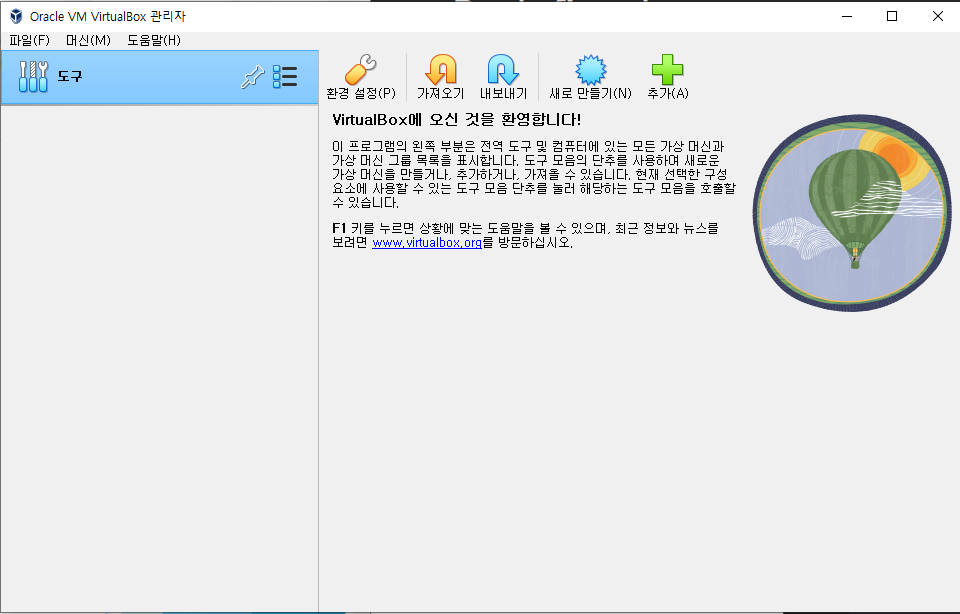 Oracle VM VirtualBox 관리자
파일(F) 머신(M) 도움말(H)
도구
환경 설정(P) 가져오기 내보내기 새로 만들기(N) 추가(A)
VirtualBox에 오신 것을 환영합니다!
이 프로그램의 왼쪽 부분은 전역 도구 및 컴퓨터에 있는 모든 가상 머신과
가상 머신 그룹 목록을 표시합니다. 도구 모음의 단추를 사용하여 새로운
가상 머신을 만들거나, 추가하거나, 가져올 수 있습니다. 현재 선택한 구성
요소에 사용할 수 있는 도구 모음 단추를 눌러 해당하는 도구 모음을 호출할
수 있습니다.
F1 키를 누르면 상황에 맞는 도움말을 볼 수 있으며, 최근 정보와 뉴스를
보려면 www.virtualbox.org를 방문하십시오.